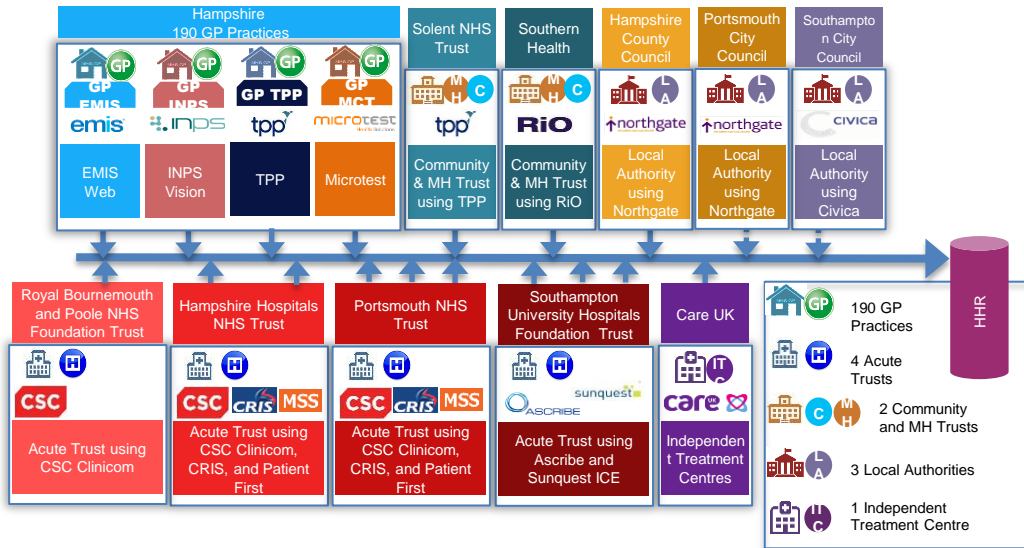 Hampshire
190 GP Practices
GP
GP EMIS
emis
EMIS
Web
GP
GP INPS
INPS
INPS
Vision
GP
GP TPP
tpp
TPP
GP
GP MCT
microtest
Health Solutions
Microtest
Solent NHS
Trust
M
H
C
tpp
Community
& MH Trust
using TPP
Southern
Health
M
H
C
RiO
Community
& MH Trust
using RiO
Hampshire
County
Council
L
A
northgate
Local
Authority
using
Northgate
Portsmouth
City
Council
L
A
northgate
Local
Authority
using
Northgate
Southampto
n City
Council
L
A
CIVICA
Local
Authority
using
Civica
HHR
Royal Bournemouth
and Poole NHS
Foundation Trust
H
CSC
Acute Trust using
CSC Clinicom
Hampshire Hospitals
NHS Trust
H
CSC
CRIS
MSS
Acute Trust using
CSC Clinicom,
CRIS, and Patient
First
Portsmouth NHS
Trust
H
CSC
CRIS
MSS
Acute Trust using
CSC Clinicom,
CRIS, and Patient
First
Southampton
University Hospitals
Foundation Trust
H
sunquest
ASCRIBE
Acute Trust using
Ascribe and
Sunquest ICE
Care UK
IT
C
care uk
Independen
t Treatment
Centres
GP
190 GP
Practices
H
4 Acute
Trusts
C
M
H
2 Community
and MH Trusts
L
A
3 Local Authorities
IT
C
1 Independent
Treatment Centre